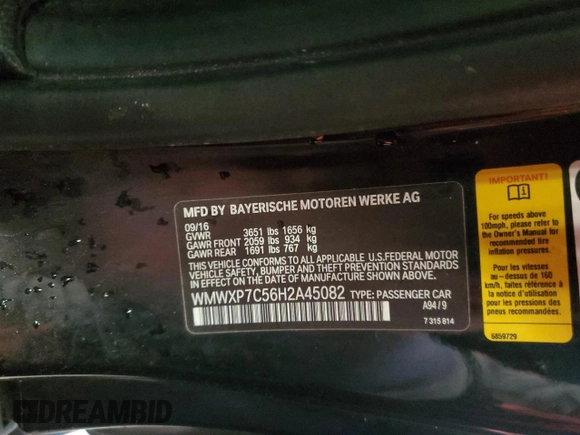 MFD BY BAYERISCHE MOTOREN WERKE AG
09/16
GVWR 3651 lbs 1656 kg
GAWR FRONT 2059 lbs 934 kg
GAWR REAR 1691 lbs 767 kg
THIS VEHICLE CONFORMS TO ALL APPLICABLE U.S.FEDERAL MOTOR
VEHICLE SAFETY, BUMPER AND THEFT PREVENTION STANDARDS
IN EFFECT ON THE DATE OF MANUFACTURE SHOWN ABOVE.
WMWXP7C56H2A45082 TYPE: PASSENGER CAR
A94 / 9
7 315 814
IMPORTANT!
For speeds above
100mph, please refer to
the Owner's Manual for
recommended tire
inflation pressures.
Pour les vitesses au
- dessus de 160
km/h, faites référence à
la notice d'utilisation
pour les pressions des
pneus recommandées.
6859729
DREAMBID